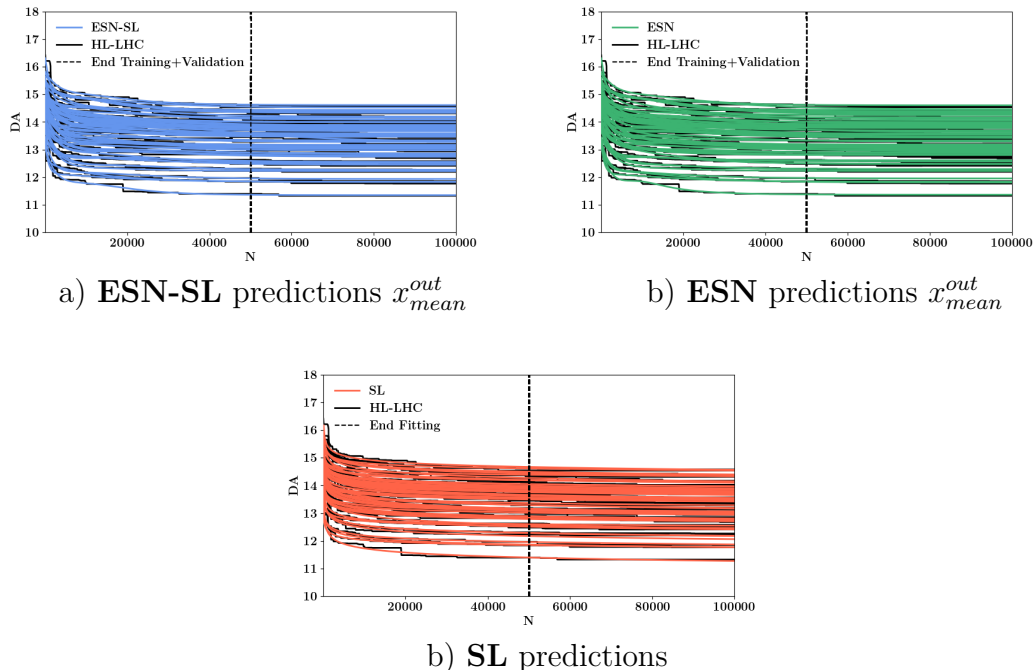 18
17
16
15
14
13
12
11
10
DA
20000 40000 60000 80000 100000
N
ESN-SL
HL-LHC
End Training+Validation
a) ESN-SL predictions x^{out}_{mean}
18
17
16
15
14
13
12
11
10
DA
20000 40000 60000 80000 100000
N
ESN
HL-LHC
End Training+Validation
b) ESN predictions x^{out}_{mean}
18
17
16
15
14
13
12
11
10
DA
20000 40000 60000 80000 100000
N
SL
HL-LHC
End Fitting
b) SL predictions